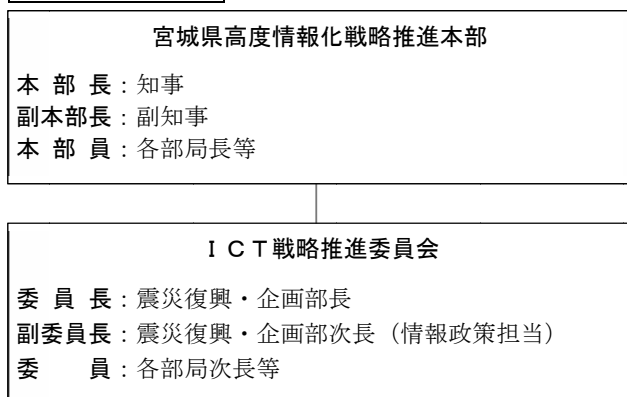 宮城県高度情報化戦略推進本部
本 部 長：知事
副本部長：副知事
本 部 員：各部局長等
ＩＣＴ戦略推進委員会
委 員 長：震災復興・企画部長
副委員長：震災復興・企画部次長（情報政策担当）
委　　員：各部局次長等